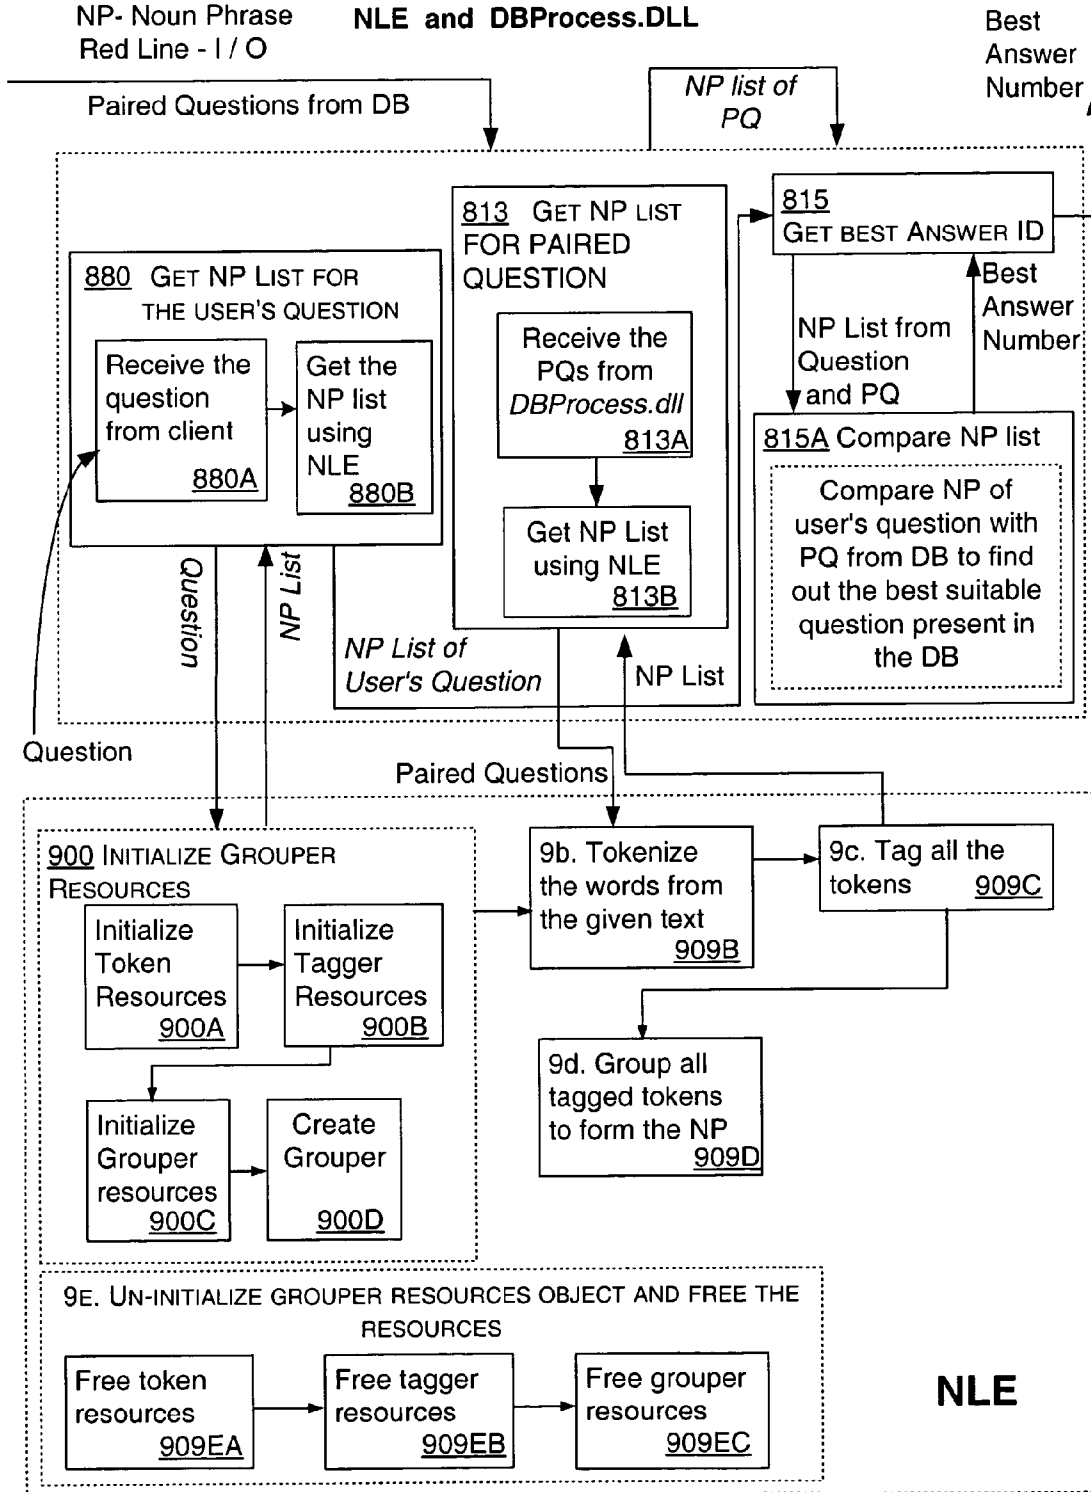 NP- Noun Phrase
Red Line - I / O
NLE and DBProcess.DLL
Best
Answer
Number
Paired Questions from DB
NP list of
PQ
880 GET NP LIST FOR
THE USER'S QUESTION
Receive the
question
from client
880A
Get the
NP list
using
NLE
880B
813 GET NP LIST
FOR PAIRED
QUESTION
Receive the
PQs from
DBProcess.dll
813A
Get NP List
using NLE
813B
815
GET BEST ANSWER ID
NP List from
Question
and PQ
Best
Answer
Number
815A Compare NP list
Compare NP of
user's question with
PQ from DB to find
out the best suitable
question present in
the DB
Question
NP List
NP List of
User's Question
NP List
Question
Paired Questions
900 INITIALIZE GROUPER
RESOURCES
Initialize
Token
Resources
900A
Initialize
Tagger
Resources
900B
Initialize
Grouper
resources
900C
Create
Grouper
900D
9b. Tokenize
the words from
the given text
909B
9c. Tag all the
tokens 909C
9d. Group all
tagged tokens
to form the NP
909D
9E. UN-INITIALIZE GROUPER RESOURCES OBJECT AND FREE THE
RESOURCES
Free token
resources
909EA
Free tagger
resources
909EB
Free grouper
resources
909EC
NLE